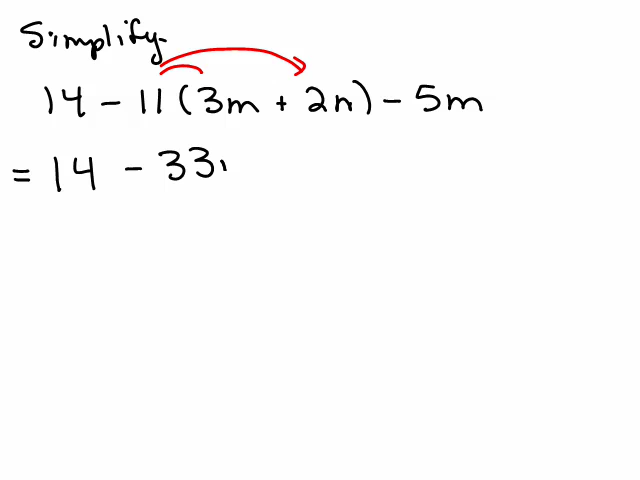 Simplify.
14 - 11 (3m + 2n) - 5m
= 14 - 33